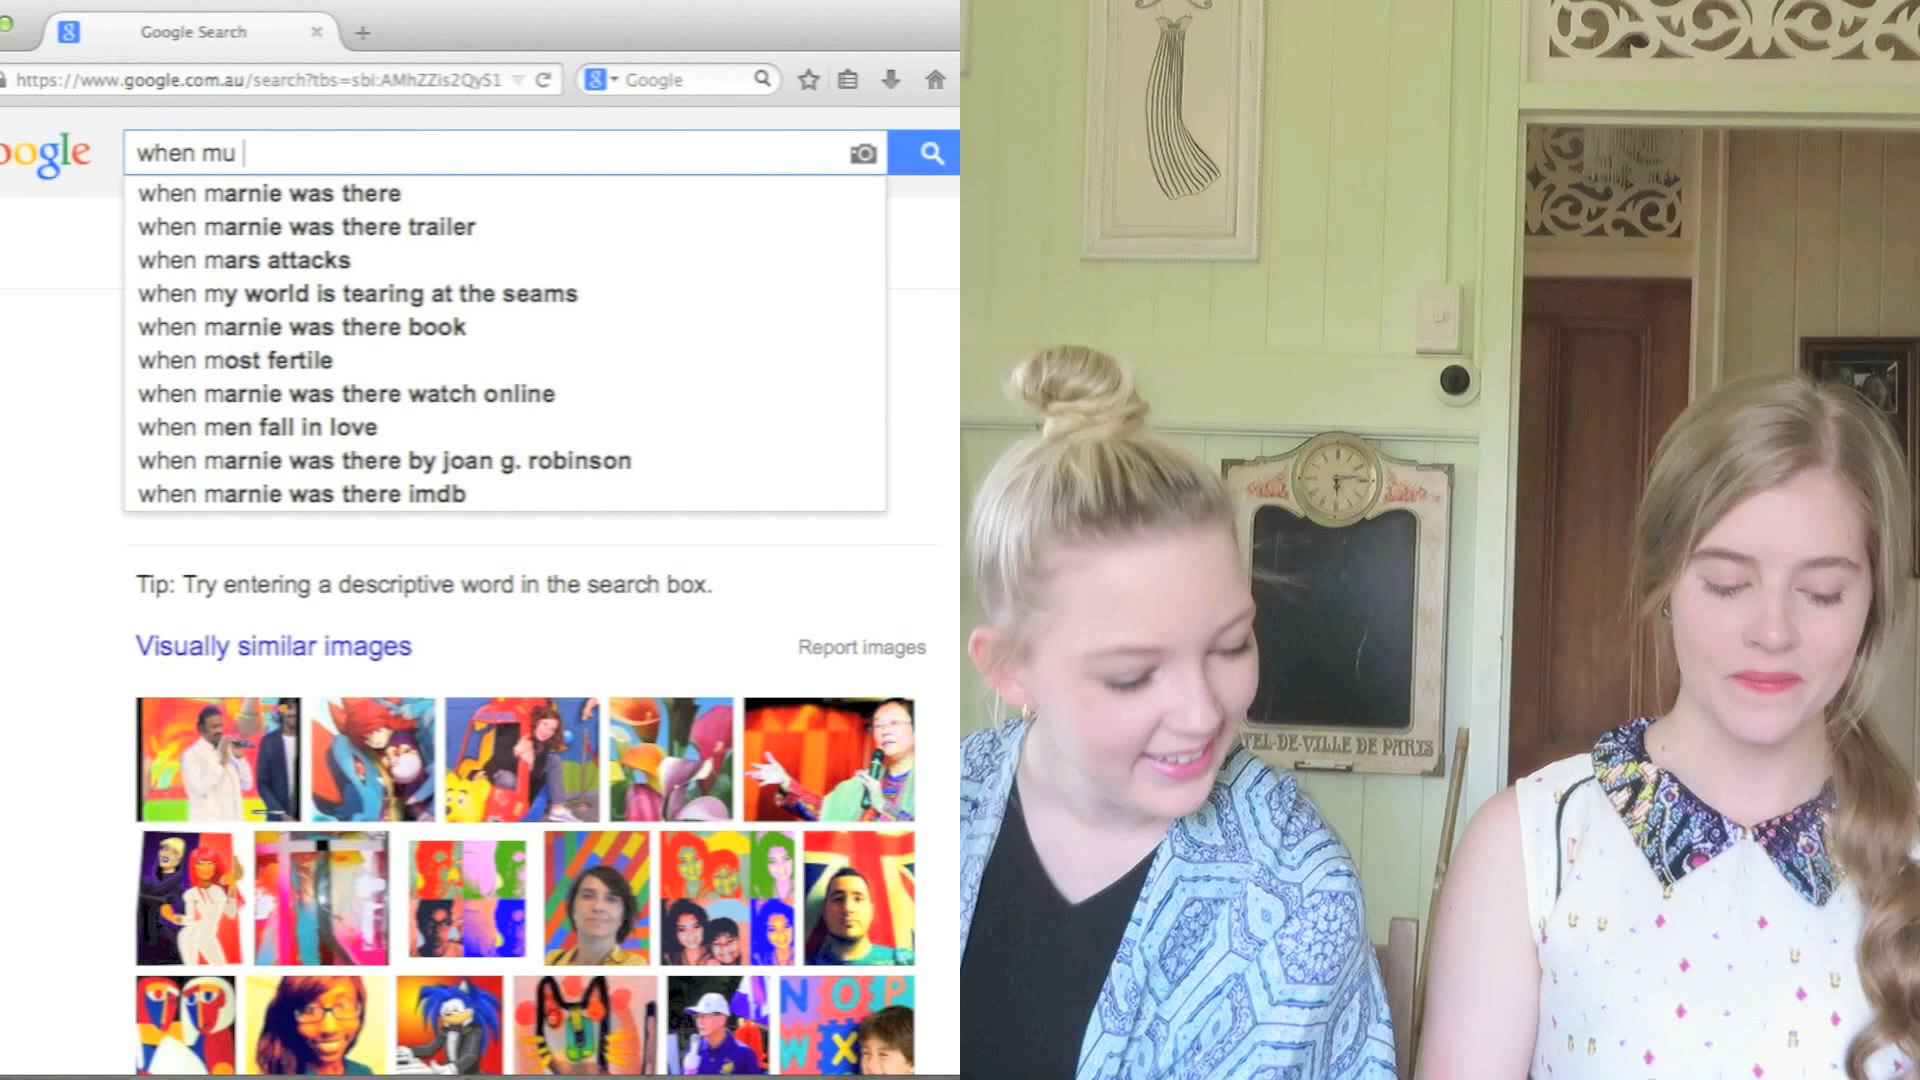 Google Search
https://www.google.com.au/search?tbs=sbi:AMhZZis2QyS1
Google
oogle
when mu
when marnie was there
when marnie was there trailer
when mars attacks
when my world is tearing at the seams
when marnie was there book
when most fertile
when marnie was there watch online
when men fall in love
when marnie was there by joan g. robinson
when marnie was there imdb
Tip: Try entering a descriptive word in the search box.
Visually similar images
Report images
N O P
W X
TEL-DE-VILLE DE PARIS